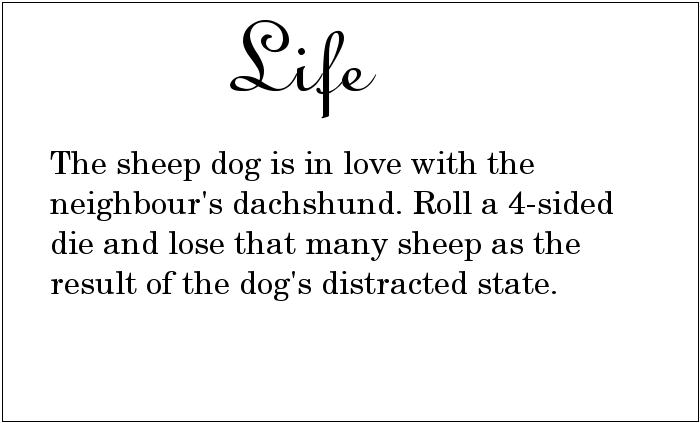 Life
The sheep dog is in love with the
neighbour's dachshund. Roll a 4-sided
die and lose that many sheep as the
result of the dog's distracted state.